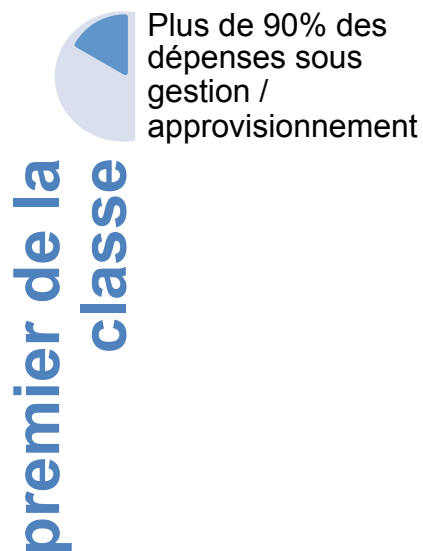 Plus de 90% des
dépenses sous
gestion /
approvisionnement
premier de la
classe